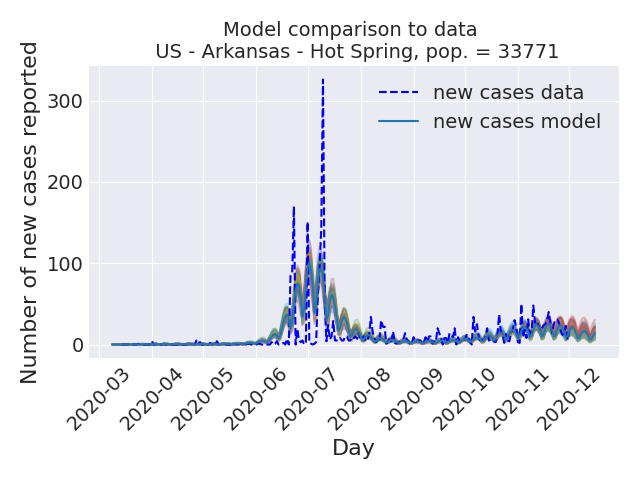 Model comparison to data
US - Arkansas - Hot Spring, pop. = 33771
Number of new cases reported
300
200
100
0
new cases data
new cases model
2020-03
2020-04
2020-05
2020-06
2020-07
2020-08
2020-09
2020-10
2020-11
2020-12
Day